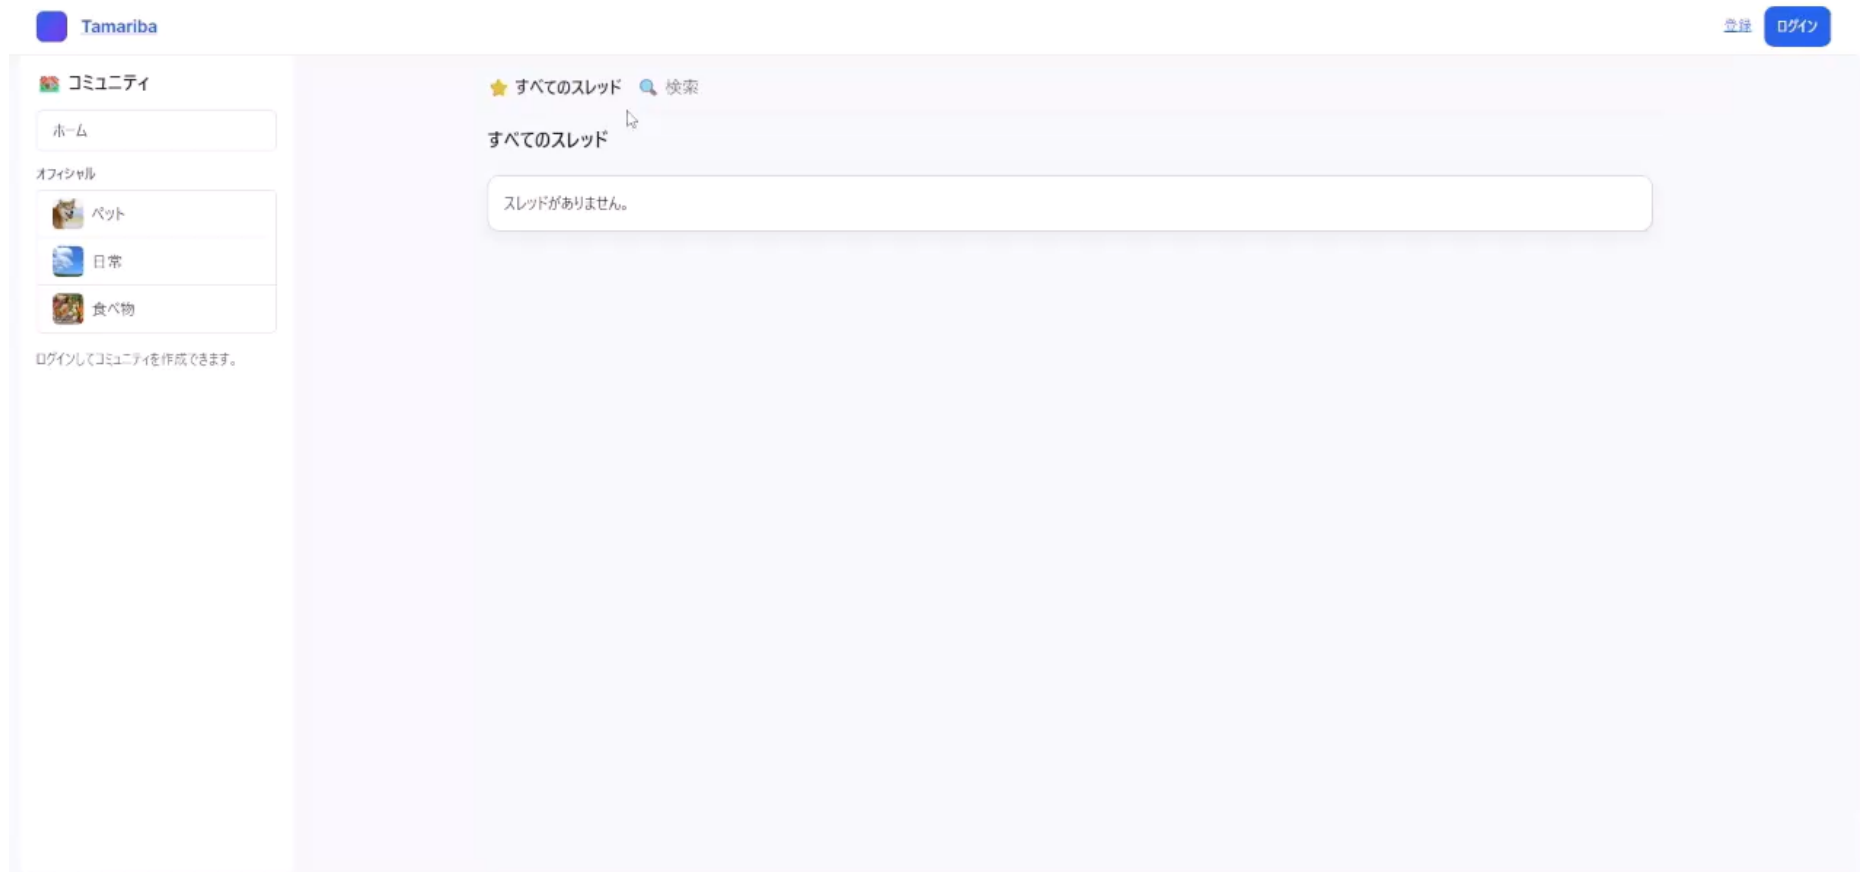 Tamariba
登録
ログイン
コミュニティ
ホーム
オフィシャル
ペット
日常
食べ物
ログインしてコミュニティを作成できます。
すべてのスレッド
検索
すべてのスレッド
スレッドがありません。